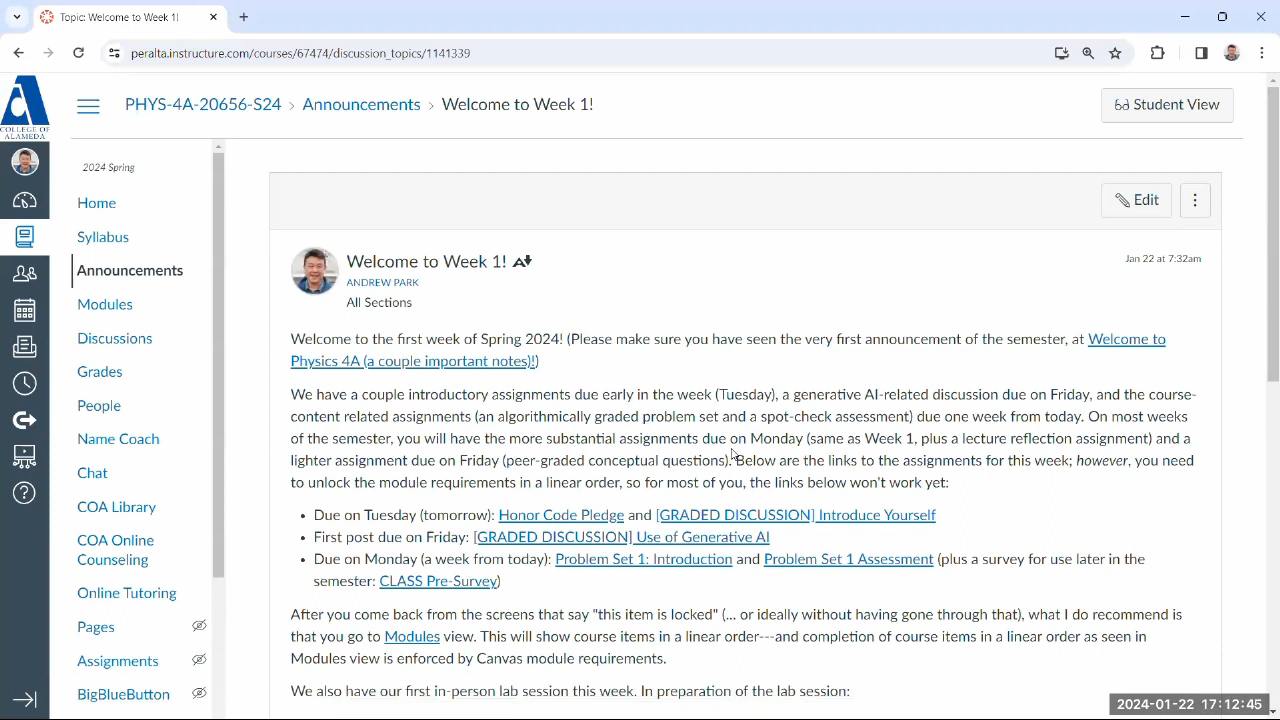 Topic: Welcome to Week 1!
peralta.instructure.com/courses/67474/discussion_topics/1141339
COLLEGE OF
ALAMEDA
PHYS-4A-20656-S24 › Announcements › Welcome to Week 1!
Student View
2024 Spring
Home
Syllabus
Announcements
Modules
Discussions
Grades
People
Name Coach
Chat
COA Library
COA Online
Counseling
Online Tutoring
Pages
Assignments
BigBlueButton
Edit
Welcome to Week 1!
Jan 22 at 7:32am
ANDREW PARK
All Sections
Welcome to the first week of Spring 2024! (Please make sure you have seen the very first announcement of the semester, at Welcome to
Physics 4A (a couple important notes)!)
We have a couple introductory assignments due early in the week (Tuesday), a generative AI-related discussion due on Friday, and the course-
content related assignments (an algorithmically graded problem set and a spot-check assessment) due one week from today. On most weeks
of the semester, you will have the more substantial assignments due on Monday (same as Week 1, plus a lecture reflection assignment) and a
lighter assignment due on Friday (peer-graded conceptual questions). Below are the links to the assignments for this week; however, you need
to unlock the module requirements in a linear order, so for most of you, the links below won't work yet:
• Due on Tuesday (tomorrow): Honor Code Pledge and [GRADED DISCUSSION] Introduce Yourself
• First post due on Friday: [GRADED DISCUSSION] Use of Generative AI
• Due on Monday (a week from today): Problem Set 1: Introduction and Problem Set 1 Assessment (plus a survey for use later in the
semester: CLASS Pre-Survey)
After you come back from the screens that say "this item is locked" (... or ideally without having gone through that), what I do recommend is
that you go to Modules view. This will show course items in a linear order---and completion of course items in a linear order as seen in
Modules view is enforced by Canvas module requirements.
We also have our first in-person lab session this week. In preparation of the lab session:
2024-01-22 17:12:45